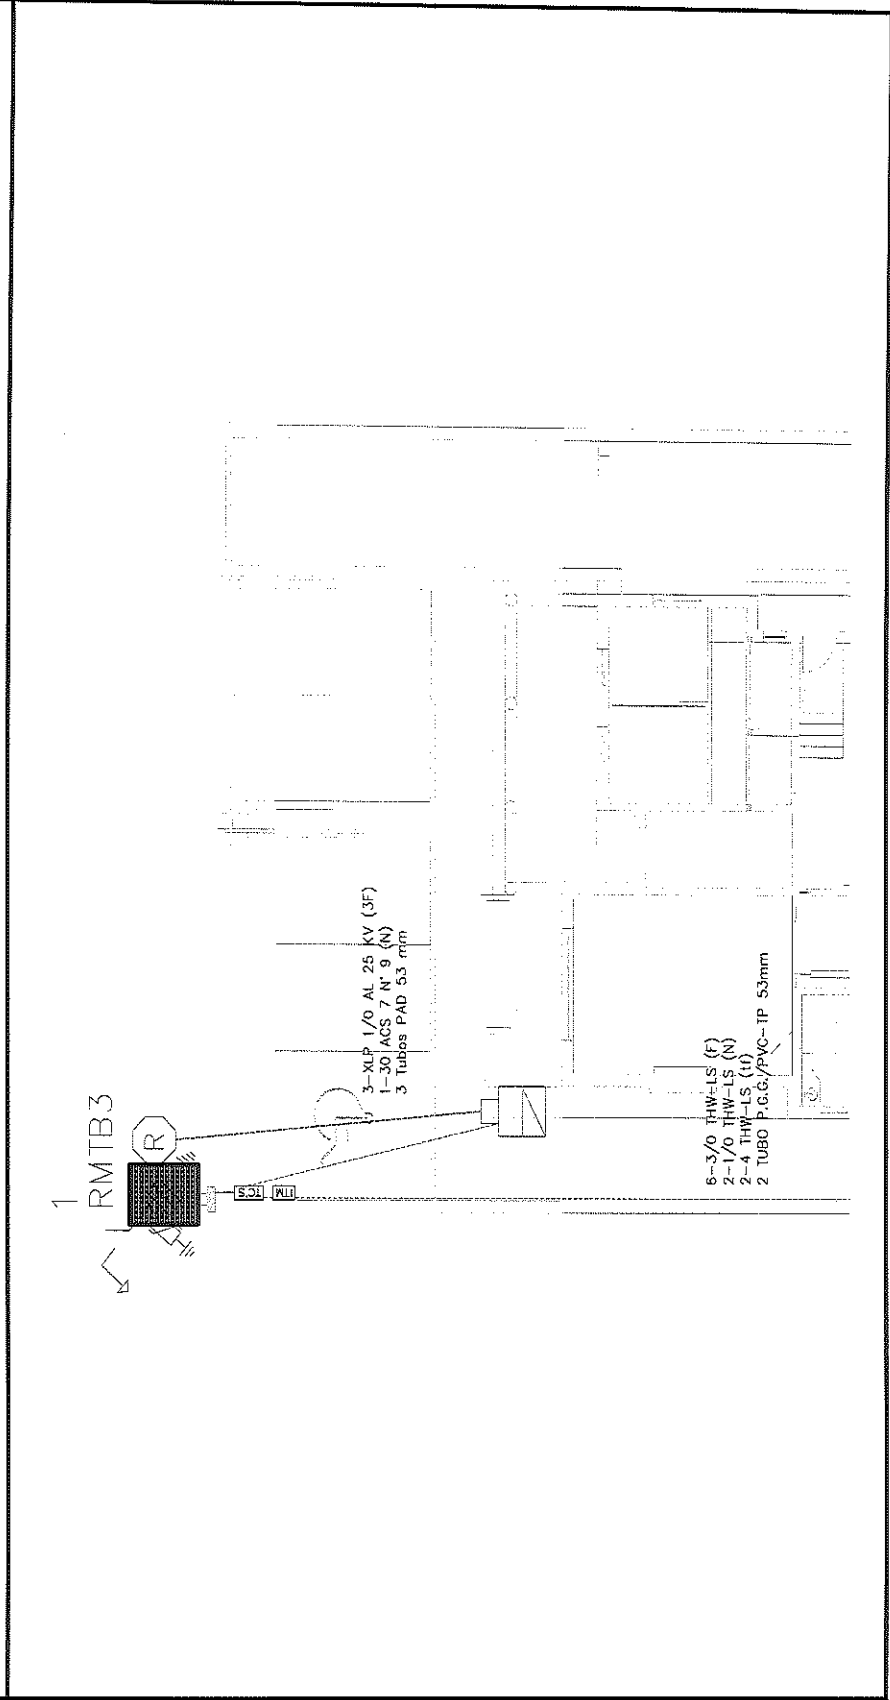 1
RMTB3
R
TC'S
ITM
3-XLP 1/0 AL 25 KV (3F)
1-30 ACS 7 N° 9 (N)
3 Tubos PAD 53 mm
6-3/0 THW-LS (F)
2-1/0 THW-LS (N)
2-4 THW-LS (tf)
2 TUBO P.G.G./PVC-TP 53mm